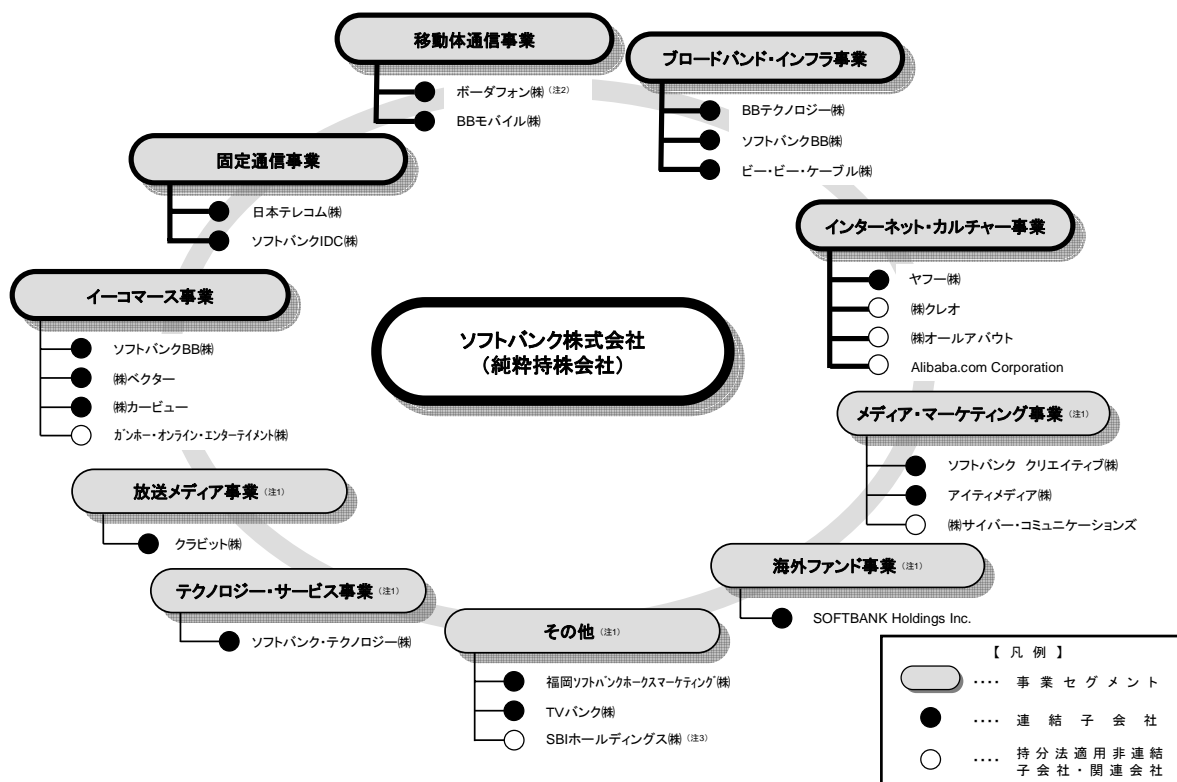 移動体通信事業
ボーダフォン㈱ (注2)
BBモバイル㈱
ブロードバンド・インフラ事業
BBテクノロジー㈱
ソフトバンクBB㈱
ビー・ビー・ケーブル㈱
固定通信事業
日本テレコム㈱
ソフトバンクIDC㈱
インターネット・カルチャー事業
ヤフー㈱
㈱クレオ
㈱オールアバウト
Alibaba.com Corporation
イーコマース事業
ソフトバンクBB㈱
㈱ベクター
㈱カービュー
ガンホー・オンライン・エンターテイメント㈱
ソフトバンク株式会社
(純粋持株会社)
メディア・マーケティング事業 (注1)
ソフトバンク クリエイティブ㈱
アイティメディア㈱
㈱サイバー・コミュニケーションズ
放送メディア事業 (注1)
クラビット㈱
海外ファンド事業 (注1)
SOFTBANK Holdings Inc.
テクノロジー・サービス事業 (注1)
ソフトバンク・テクノロジー㈱
その他 (注1)
福岡ソフトバンクホークスマーケティング㈱
TVバンク㈱
SBIホールディングス㈱ (注3)
【凡例】
‥‥ 事業セグメント
‥‥ 連結子会社
‥‥ 持分法適用非連結
子会社・関連会社